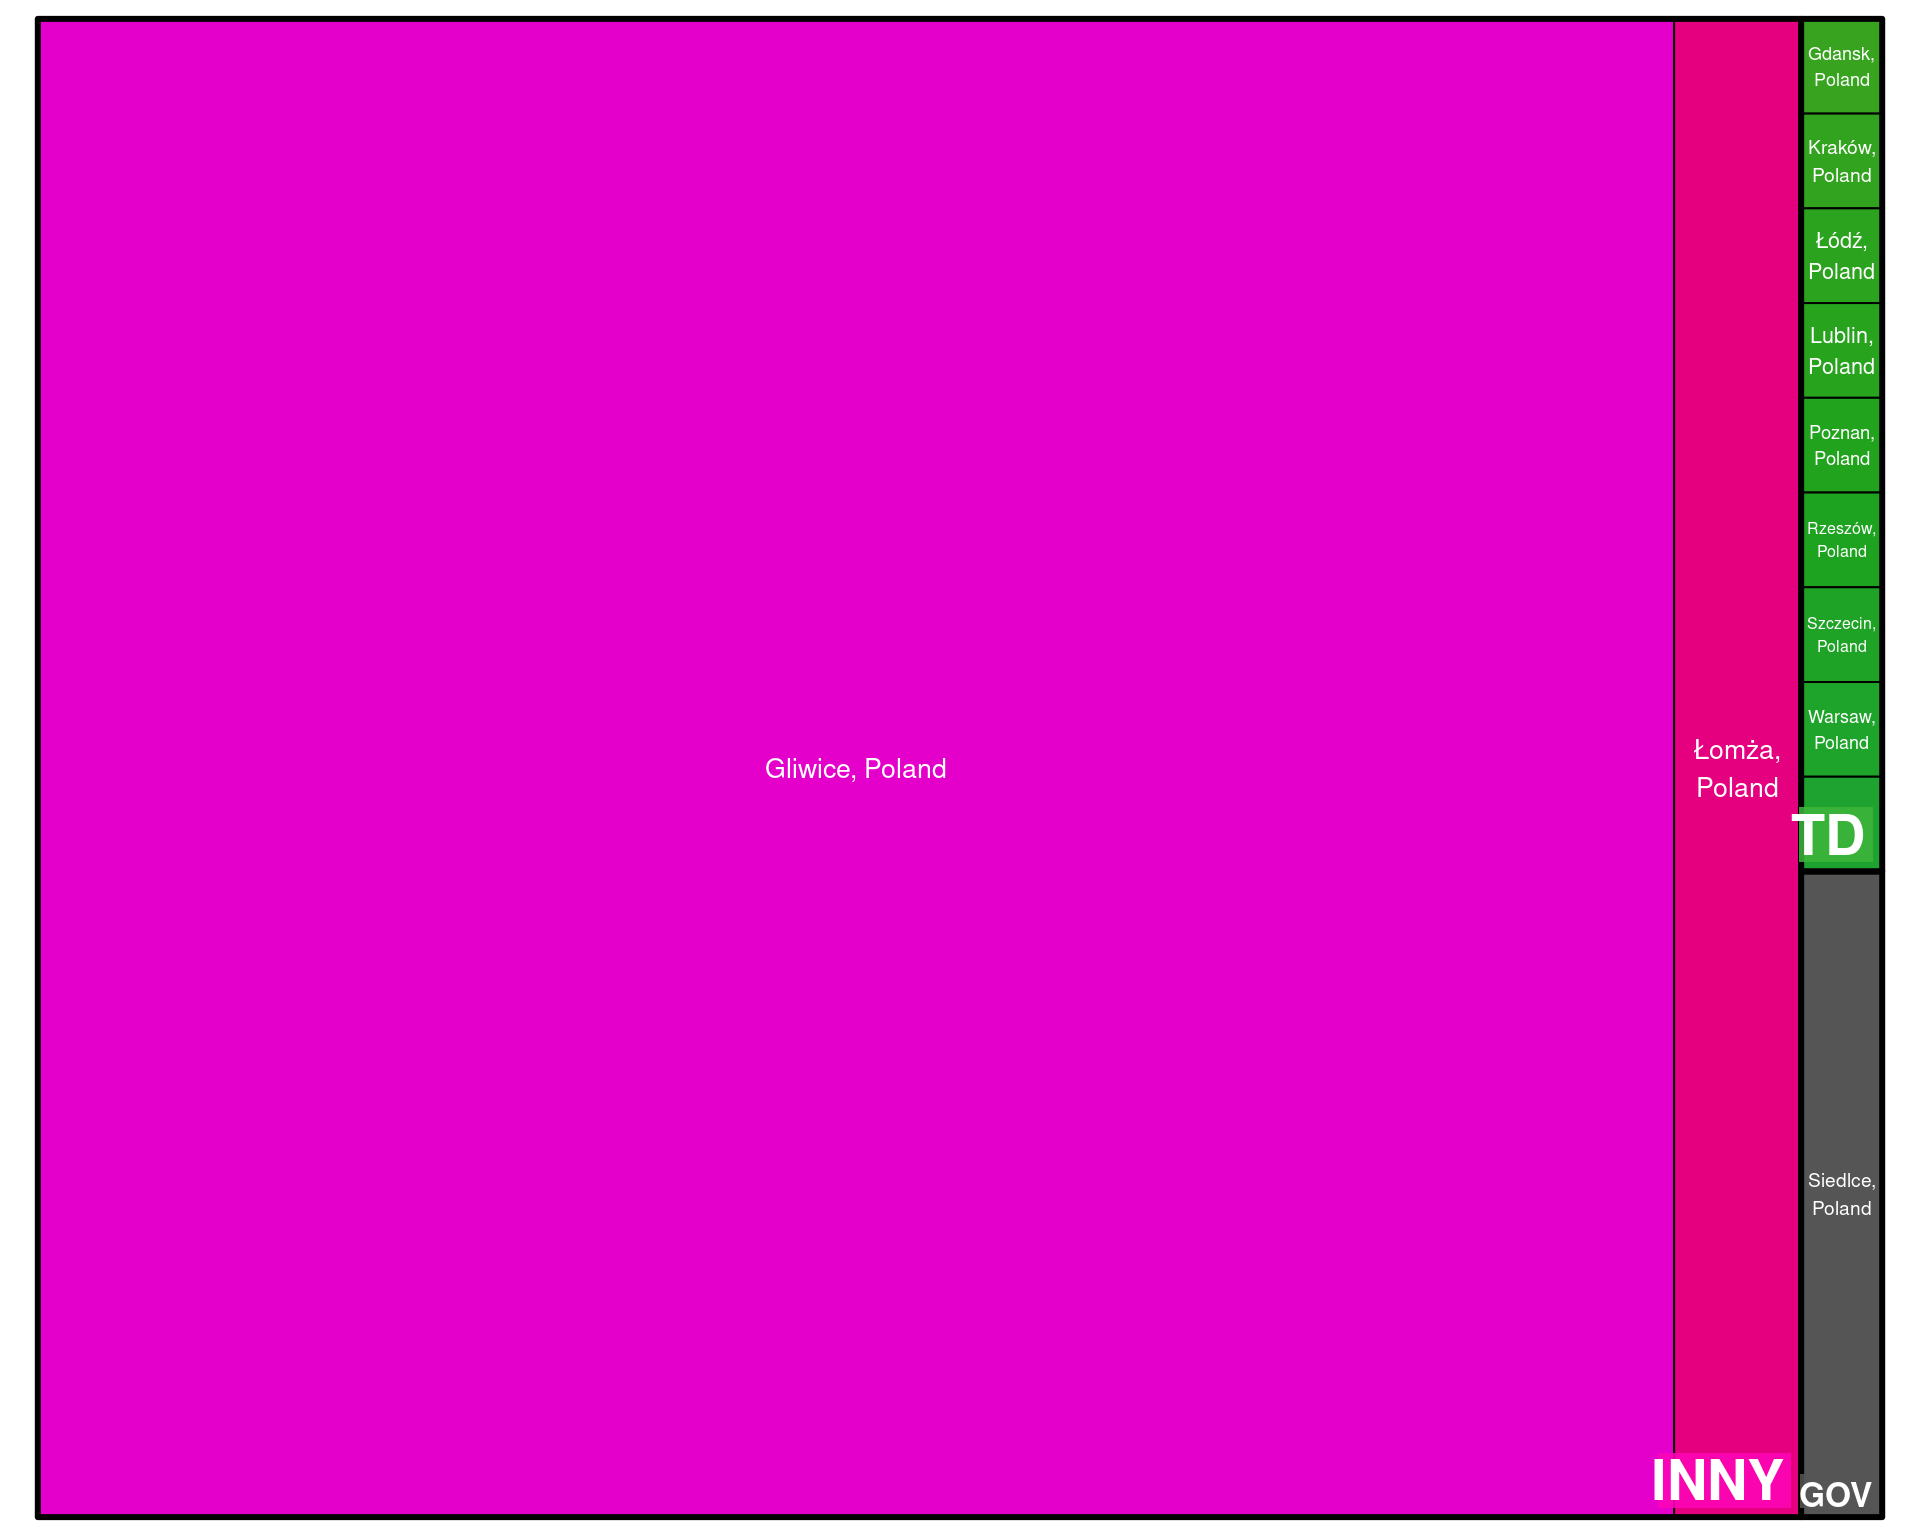 Gliwice, Poland
Łomża,
Poland
INNY
Gdansk,
Poland
Kraków,
Poland
Łódź,
Poland
Lublin,
Poland
Poznan,
Poland
Rzeszów,
Poland
Szczecin,
Poland
Warsaw,
Poland
TD
Siedlce,
Poland
GOV